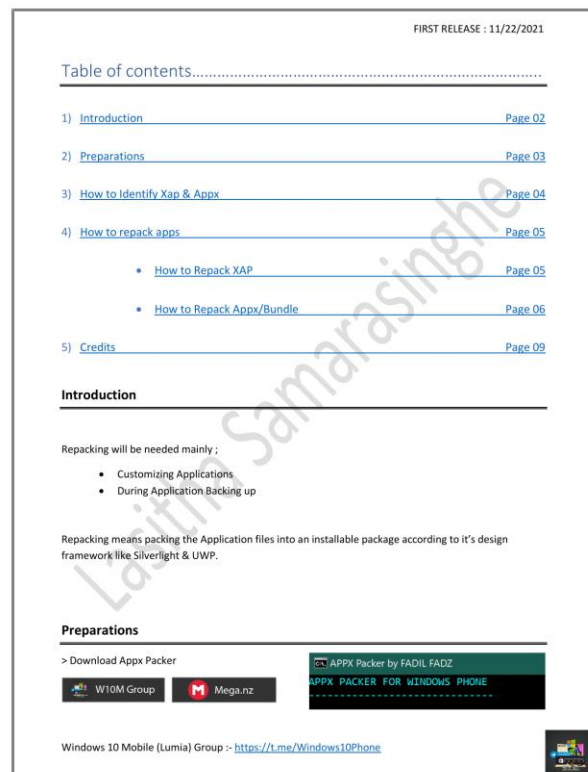 FIRST RELEASE : 11/22/2021
Table of contents..................................................................................
1) Introduction Page 02
2) Preparations Page 03
3) How to Identify Xap & Appx Page 04
4) How to repack apps Page 05
• How to Repack XAP Page 05
• How to Repack Appx/Bundle Page 06
5) Credits Page 09
Lasitha Samarasinghe
Introduction
Repacking will be needed mainly ;
• Customizing Applications
• During Application Backing up
Repacking means packing the Application files into an installable package according to it's design
framework like Silverlight & UWP.
Preparations
> Download Appx Packer
W10M Group
M Mega.nz
C:\. APPX Packer by FADIL FADZ
APPX PACKER FOR WINDOWS PHONE
------------------------------
Windows 10 Mobile (Lumia) Group :- https://t.me/Windows10Phone